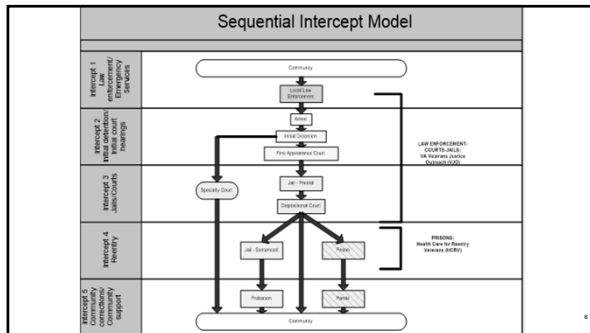 Sequential Intercept Model
Intercept 1
Law
enforcement/
Emergency
Services
Community
Local Law
Enforcement
Intercept 2
Initial detention/
Initial court
hearings
Arrest
Initial Detention
First Appearance Court
LAW ENFORCEMENT-
COURTS-JAILS:
VA Veterans Justice
Outreach (VJO)
Intercept 3
Jails/Courts
Specialty Court
Jail - Pretrial
Dispositional Court
Intercept 4
Reentry
Jail - Sentenced
Prison
PRISONS:
Health Care for Reentry
Veterans (HCRV)
Intercept 5
Community
corrections/
Community
support
Probation
Parole
Community
6